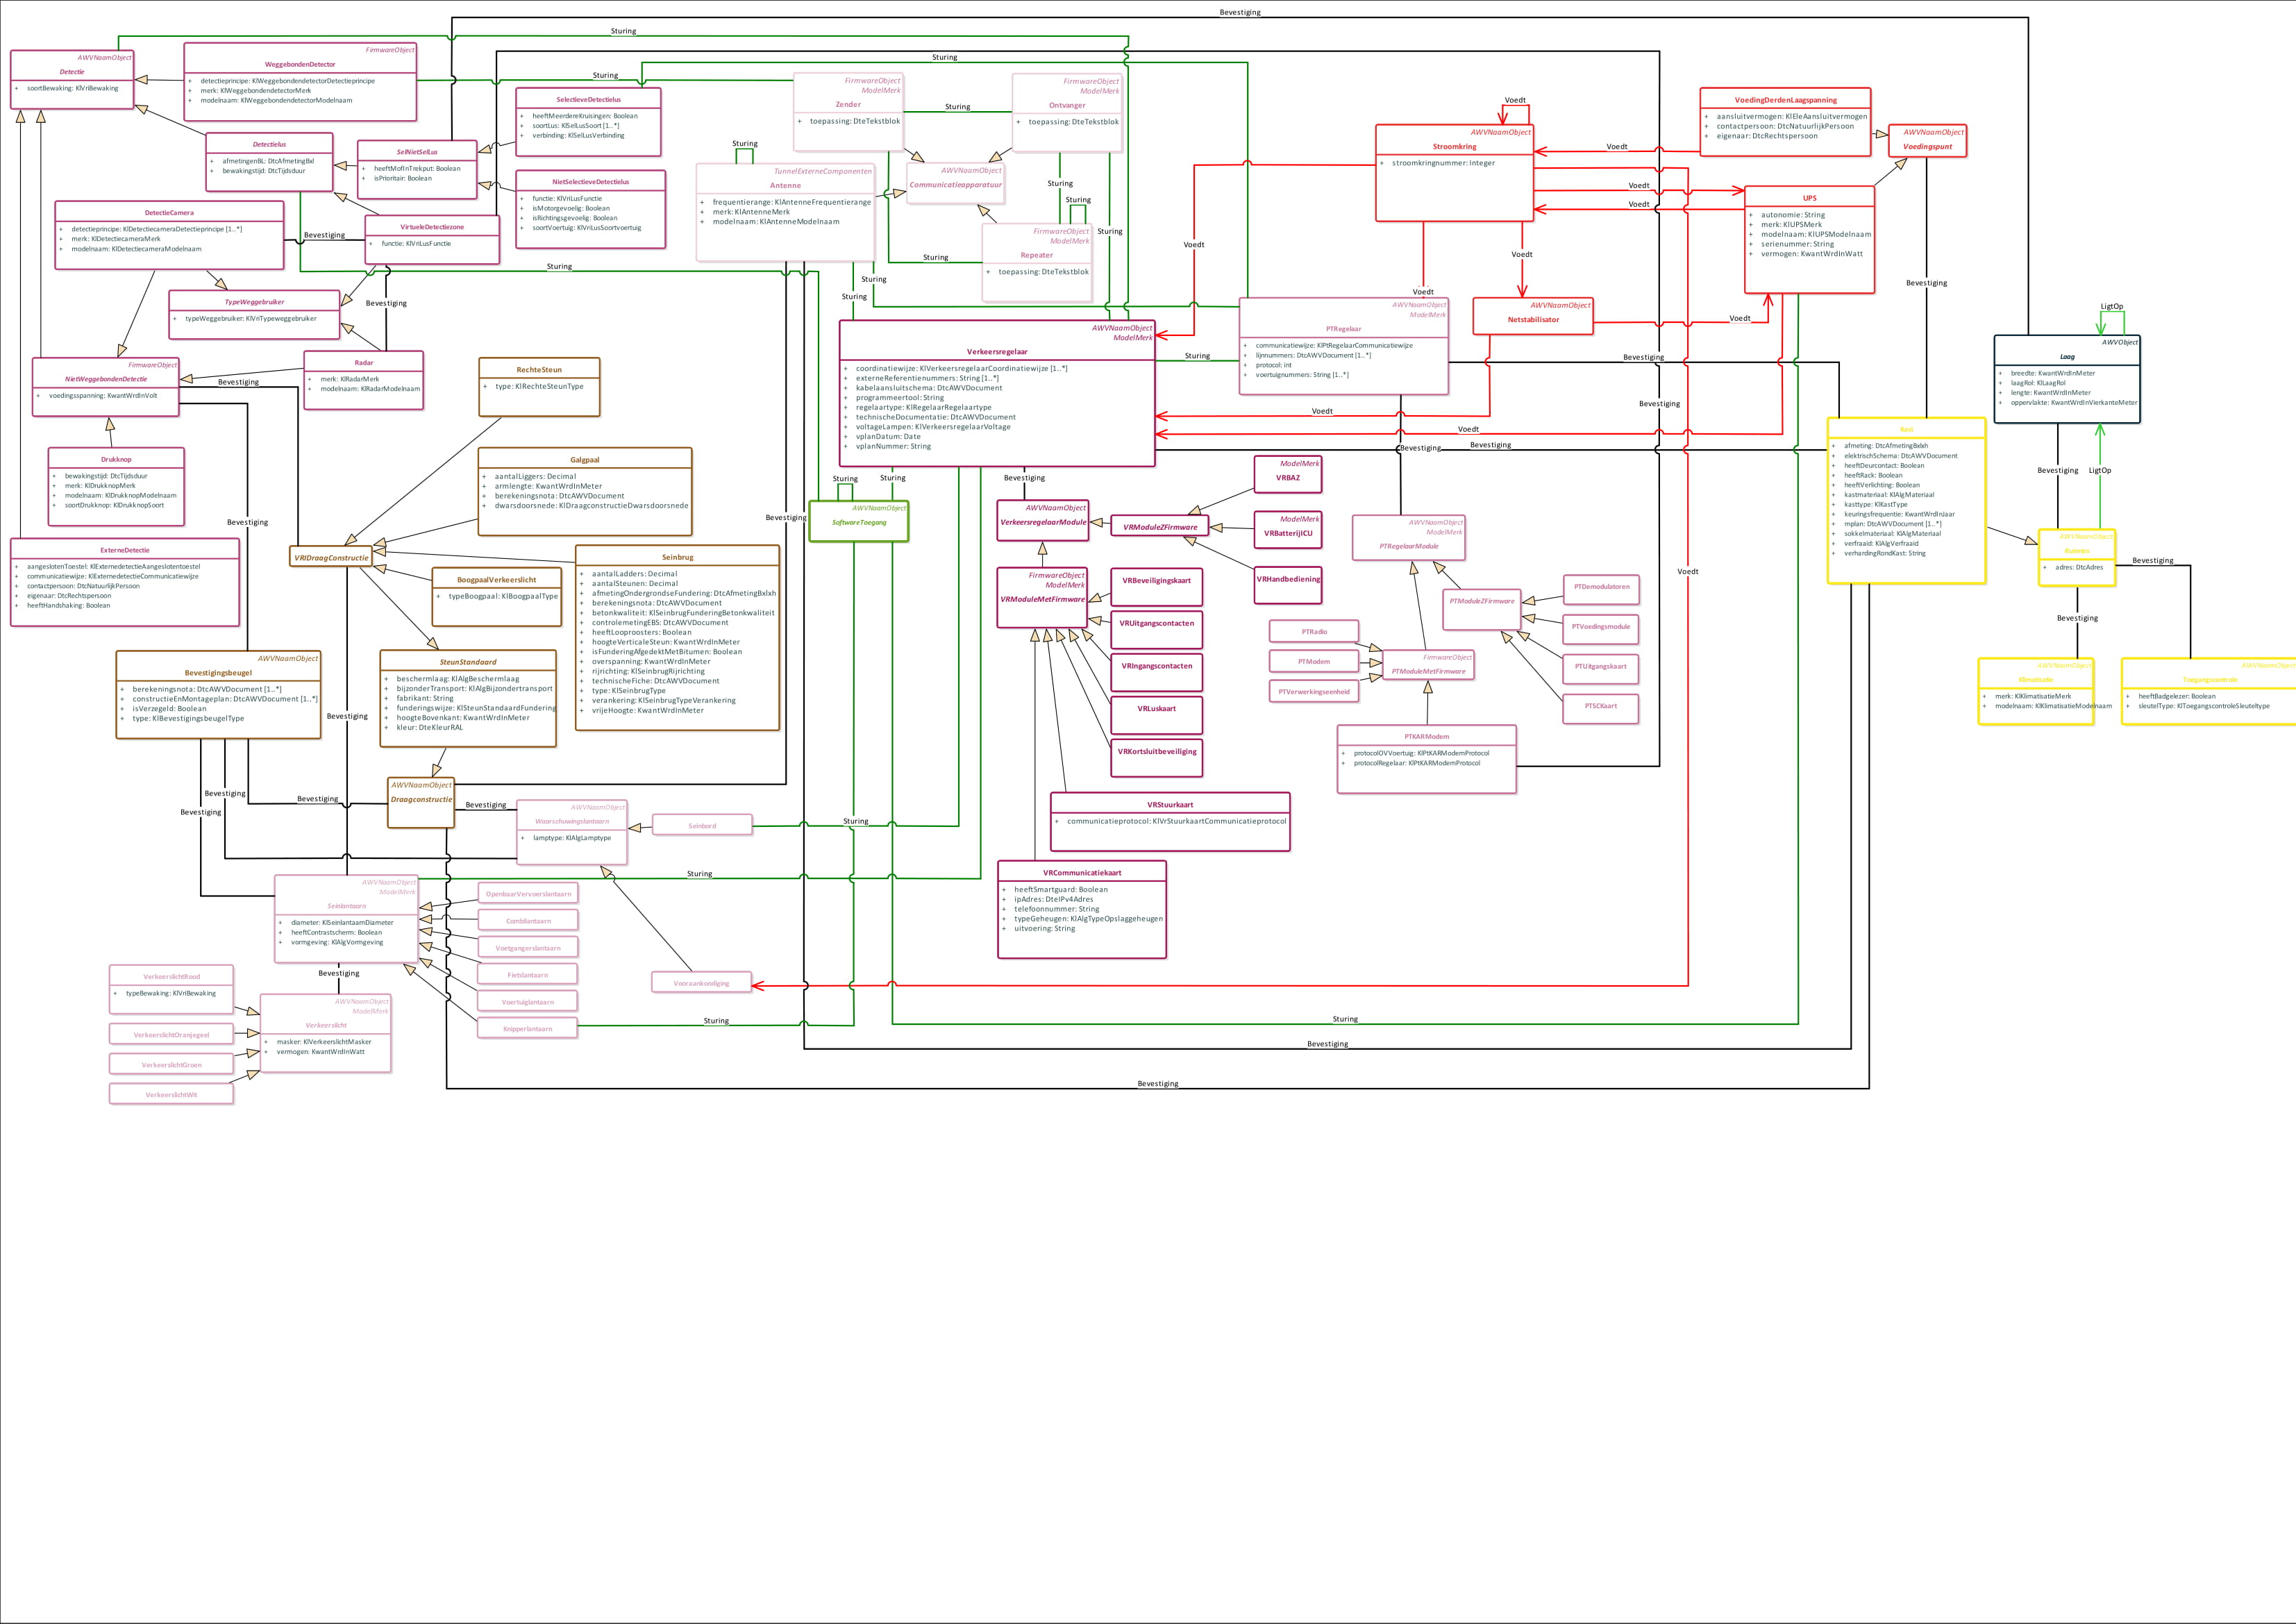 Bevestiging
Sturing
AWVNaamObject
Detectie
+ soortBewaking: KlVriBewaking
FirmwareObject
WeggebondenDetector
+ detectieprincipe: KlWeggebondendetectorDetectieprincipe
+ merk: KlWeggebondendetectorMerk
+ modelnaam: KlWeggebondendetectorModelnaam
Sturing
Sturing
SelectieveDetectielus
+ heeftMeerdereKruisingen: Boolean
+ soortLus: KlSelLusSoort [1..*]
+ verbinding: KlSelLusVerbinding
FirmwareObject
ModelMerk
Zender
+ toepassing: DteTekstblok
Sturing
FirmwareObject
ModelMerk
Ontvanger
+ toepassing: DteTekstblok
Voedt
AWVNaamObject
Stroomkring
+ stroomkringnummer: Integer
VoedingDerdenLaagspanning
+ aansluitvermogen: KlEleAansluitvermogen
+ contactpersoon: DtcNatuurlijkPersoon
+ eigenaar: DtcRechtspersoon
AWVNaamObject
Voedingspunt
Voedt
Voedt
Voedt
Detectielus
+ afmetingenBL: DtcAfmetingBxl
+ bewakingstijd: DtcTijdsduur
SelNietSelLus
+ heeftMofInTrekput: Boolean
+ isPrioritair: Boolean
NietSelectieveDetectielus
+ functie: KlVriLusFunctie
+ isMotorgevoelig: Boolean
+ isRichtingsgevoelig: Boolean
+ soortVoertuig: KlVriLusSoortvoertuig
Sturing
TunnelExterneComponenten
Antenne
+ frequentierange: KlAntenneFrequentierange
+ merk: KlAntenneMerk
+ modelnaam: KlAntenneModelnaam
AWVNaamObject
Communicatieapparatuur
Sturing
Sturing
Sturing
FirmwareObject
ModelMerk
Repeater
+ toepassing: DteTekstblok
Sturing
UPS
+ autonomie: String
+ merk: KlUPSMerk
+ modelnaam: KlUPSModelnaam
+ serienummer: String
+ vermogen: KwantWrdInWatt
DetectieCamera
+ detectieprincipe: KlDetectiecameraDetectieprincipe [1..*]
+ merk: KlDetectiecameraMerk
+ modelnaam: KlDetectiecameraModelnaam
Bevestiging
VirtueleDetectiezone
+ functie: KlVriLusFunctie
Sturing
Sturing
Sturing
Voedt
Voedt
Voedt
Bevestiging
TypeWeggebruiker
+ typeWeggebruiker: KlVriTypeweggebruiker
Bevestiging
AWVNaamObject
Netstabilisator
Voedt
LigtOp
AWVObject
Laag
+ breedte: KwantWrdInMeter
+ laagRol: KlLaagRol
+ lengte: KwantWrdInMeter
+ oppervlakte: KwantWrdInVierkanteMeter
AWVNaamObject
ModelMerk
Verkeersregelaar
+ coordinatiewijze: KlVerkeersregelaarCoordinatiewijze [1..*]
+ externeReferentienummers: String [1..*]
+ kabelaansluitschema: DtcAWVDocument
+ programmeertool: String
+ regelaartype: KlRegelaarRegelaartype
+ technischeDocumentatie: DtcAWVDocument
+ voltageLampen: KlVerkeersregelaarVoltage
+ vplanDatum: Date
+ vplanNummer: String
Sturing
AWVNaamObject
ModelMerk
PTRegelaar
+ communicatiewijze: KlPtRegelaarCommunicatiewijze
+ lijnnummers: DtcAWVDocument [1..*]
+ protocol: int
+ voertuignummers: String [1..*]
Bevestiging
Bevestiging
Voedt
Voedt
Bevestiging
Bevestiging
FirmwareObject
NietWeggebondenDetectie
+ voedingsspanning: KwantWrdInVolt
Bevestiging
Radar
+ merk: KlRadarMerk
+ modelnaam: KlRadarModelnaam
RechteSteun
+ type: KlRechteSteunType
Kast
+ afmeting: DtcAfmetingBxlxh
+ elektrischSchema: DtcAWVDocument
+ heeftDeurcontact: Boolean
+ heeftRack: Boolean
+ heeftVerlichting: Boolean
+ kastmateriaal: KlAlgMateriaal
+ kasttype: KlKastType
+ keuringsfrequentie: KwantWrdInJaar
+ mplan: DtcAWVDocument [1..*]
+ sokkelmateriaal: KlAlgMateriaal
+ verfraaid: KlAlgVerfraaid
+ verhardingRondKast: String
Bevestiging
LigtOp
Drukknop
+ bewakingstijd: DtcTijdsduur
+ merk: KlDrukknopMerk
+ modelnaam: KlDrukknopModelnaam
+ soortDrukknop: KlDrukknopSoort
Bevestiging
Galgpaal
+ aantalLiggers: Decimal
+ armlengte: KwantWrdInMeter
+ berekeningsnota: DtcAWVDocument
+ dwarsdoorsnede: KlDraagconstructieDwarsdoorsnede
Sturing
Sturing
Bevestiging
AWVNaamObject
SoftwareToegang
Bevestiging
AWVNaamObject
VerkeersregelaarModule
VRModuleZFirmware
ModelMerk
VRBAZ
ModelMerk
VRBatterijICU
VRHandbediening
AWVNaamObject
ModelMerk
PTRegelaarModule
AWVNaamObject
Ruimten
+ adres: DtcAdres
Bevestiging
Bevestiging
ExterneDetectie
+ aangeslotenToestel: KlExternedetectieAangeslotentoestel
+ communicatiewijze: KlExternedetectieCommunicatiewijze
+ contactpersoon: DtcNatuurlijkPersoon
+ eigenaar: DtcRechtspersoon
+ heeftHandshaking: Boolean
VRIDraagConstructie
BoogpaalVerkeerslicht
+ typeBoogpaal: KlBoogpaalType
Seinbrug
+ aantalLadders: Decimal
+ aantalSteunen: Decimal
+ afmetingOndergrondseFundering: DtcAfmetingBxlxh
+ berekeningsnota: DtcAWVDocument
+ betonkwaliteit: KlSeinbrugFunderingBetonkwaliteit
+ controlemetingEBS: DtcAWVDocument
+ heeftLooproosters: Boolean
+ hoogteVerticaleSteun: KwantWrdInMeter
+ isFunderingAfgedektMetBitumen: Boolean
+ overspanning: KwantWrdInMeter
+ rijrichting: KlSeinbrugRijrichting
+ technischeFiche: DtcAWVDocument
+ type: KlSeinbrugType
+ verankering: KlSeinbrugTypeVerankering
+ vrijeHoogte: KwantWrdInMeter
FirmwareObject
ModelMerk
VRModuleMetFirmware
VRBeveiligingskaart
VRUitgangscontacten
VRIngangscontacten
VRLuskaart
VRKortsluitbeveiliging
Voedt
PTModuleZFirmware
PTDemodulatoren
PTVoedingsmodule
PTUitgangskaart
PTSCKaart
PTRadio
PTModem
PTVerwerkingseenheid
FirmwareObject
PTModuleMetFirmware
AWVNaamObject
Klimatisatie
+ merk: KlKlimatisatieMerk
+ modelnaam: KlKlimatisatieModelnaam
AWVNaamObject
Toegangscontrole
+ heeftBadgelezer: Boolean
+ sleutelType: KlToegangscontroleSleuteltype
AWVNaamObject
Bevestigingsbeugel
+ berekeningsnota: DtcAWVDocument [1..*]
+ constructieEnMontageplan: DtcAWVDocument [1..*]
+ isVerzegeld: Boolean
+ type: KlBevestigingsbeugelType
Bevestiging
SteunStandaard
+ beschermlaag: KlAlgBeschermlaag
+ bijzonderTransport: KlAlgBijzondertransport
+ fabrikant: String
+ funderingswijze: KlSteunStandaardFundering
+ hoogteBovenkant: KwantWrdInMeter
+ kleur: DteKleurRAL
PTKARModem
+ protocolOVVoertuig: KlPtKARModemProtocol
+ protocolRegelaar: KlPtKARModemProtocol
Bevestiging
Bevestiging
Bevestiging
AWVNaamObject
Draagconstructie
Bevestiging
AWVNaamObject
Waarschuwingslantaarn
+ lamptype: KlAlgLamptype
Seinbord
Sturing
VRStuurkaart
+ communicatieprotocol: KlVrStuurkaartCommunicatieprotocol
VRCommunicatiekaart
+ heeftSmartguard: Boolean
+ ipAdres: DteIPv4Adres
+ telefoonnummer: String
+ typeGeheugen: KlAlgTypeOpslaggeheugen
+ uitvoering: String
AWVNaamObject
ModelMerk
Seinlantaarn
+ diameter: KlSeinlantaarnDiameter
+ heeftContrastscherm: Boolean
+ vormgeving: KlAlgVormgeving
Sturing
OpenbaarVervoerslantaarn
Combilantaarn
Voetgangerslantaarn
Fietslantaarn
Voertuiglantaarn
Knipperlantaarn
Vooraankondiging
Bevestiging
VerkeerslichtRood
+ typeBewaking: KlVriBewaking
VerkeerslichtOranjegeel
VerkeerslichtGroen
VerkeerslichtWit
AWVNaamObject
ModelMerk
Verkeerslicht
+ masker: KlVerkeerslichtMasker
+ vermogen: KwantWrdInWatt
Sturing
Sturing
Bevestiging
Bevestiging